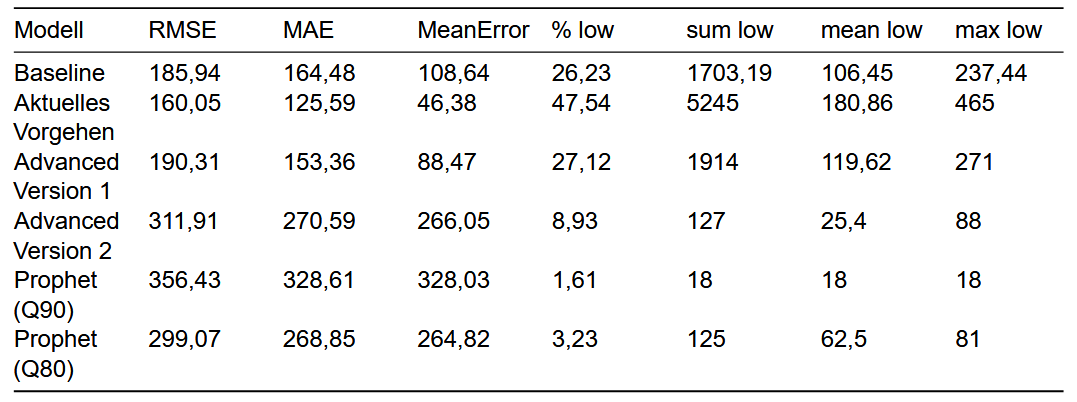 Modell RMSE MAE MeanError % low sum low mean low max low
Baseline 185,94 164,48 108,64 26,23 1703,19 106,45 237,44
Aktuelles 160,05 125,59 46,38 47,54 5245 180,86 465
Vorgehen
Advanced 190,31 153,36 88,47 27,12 1914 119,62 271
Version 1
Advanced 311,91 270,59 266,05 8,93 127 25,4 88
Version 2
Prophet 356,43 328,61 328,03 1,61 18 18 18
(Q90)
Prophet 299,07 268,85 264,82 3,23 125 62,5 81
(Q80)